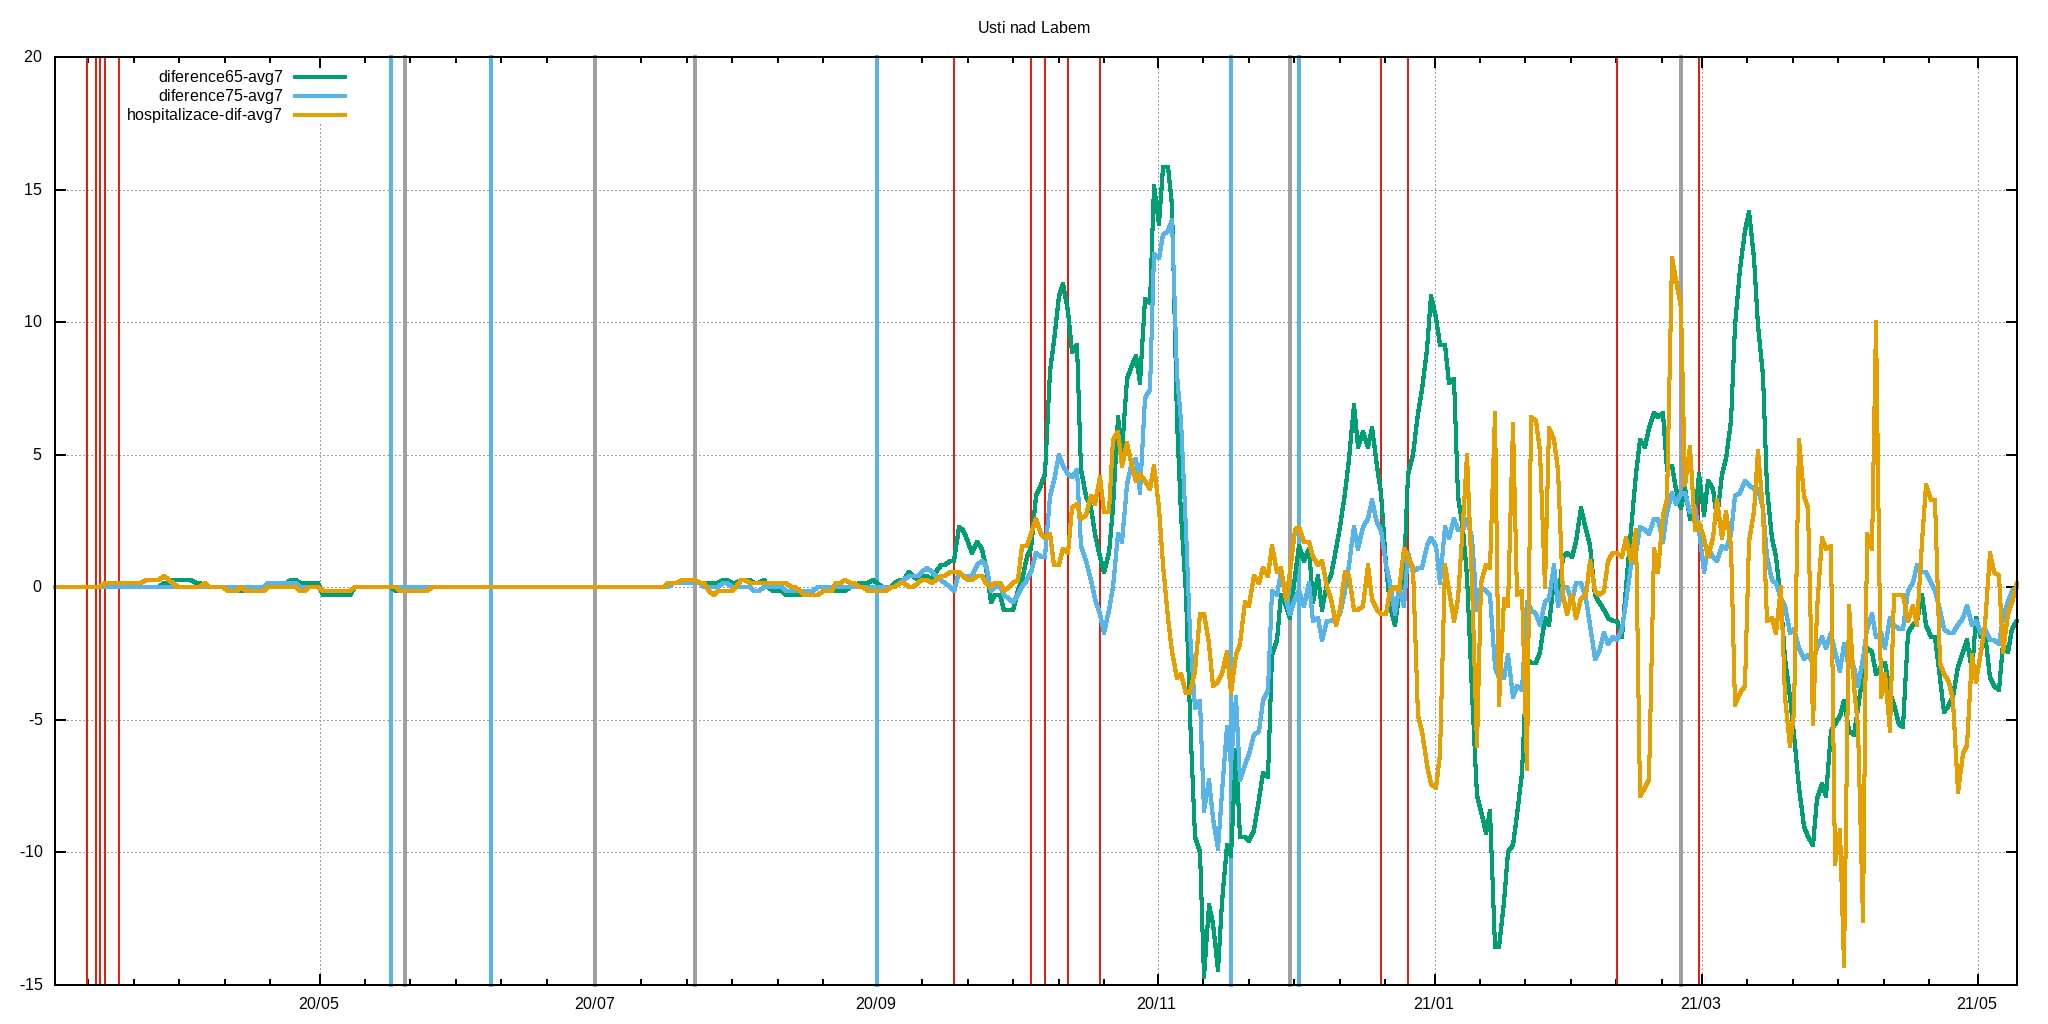 Usti nad Labem
diference65-avg7
diference75-avg7
hospitalizace-dif-avg7
20
15
10
5
0
-5
-10
-15
20/05 20/07 20/09 20/11 21/01 21/03 21/05